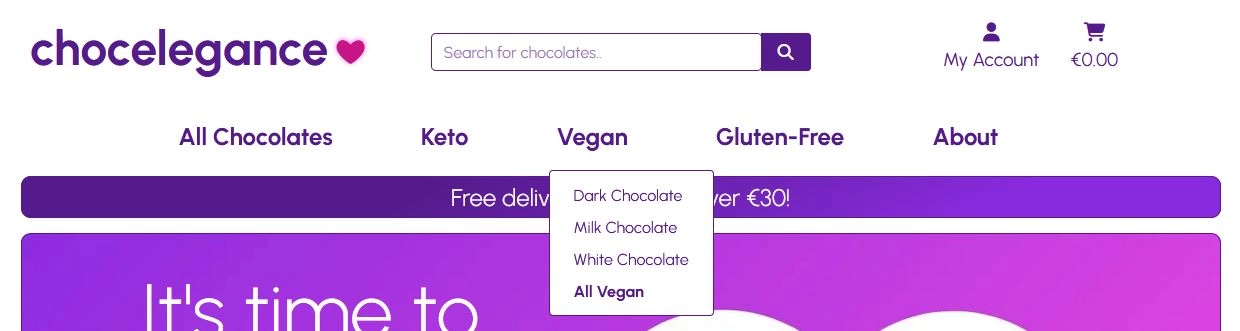 chocelegance
Search for chocolates..
My Account
€0.00
All Chocolates
Keto
Vegan
Gluten-Free
About
Free deliv ver €30!
Dark Chocolate
Milk Chocolate
White Chocolate
All Vegan
It's time to